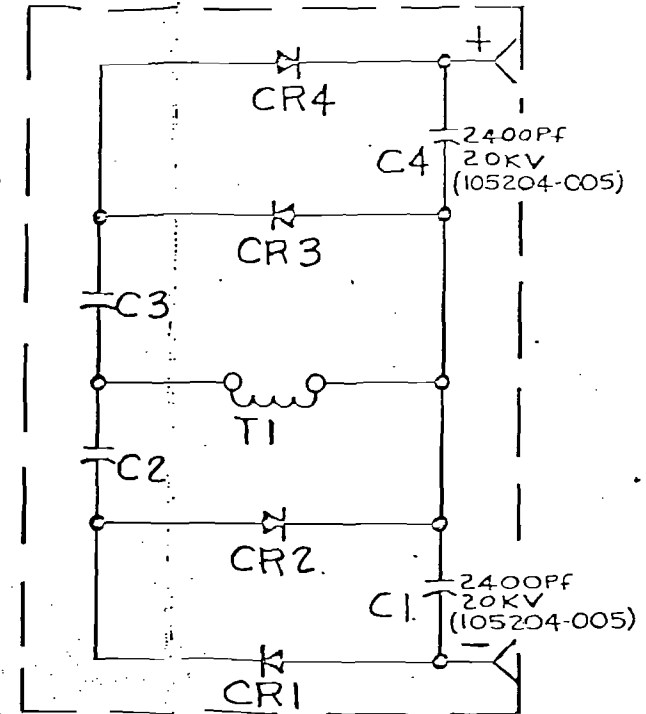 +
CR4
2400Pf
C4 20KV
(105204-005)
CR3
C3
T1
C2
CR2.
2400Pf
C1. 20KV
(105204-005)
−
CR1